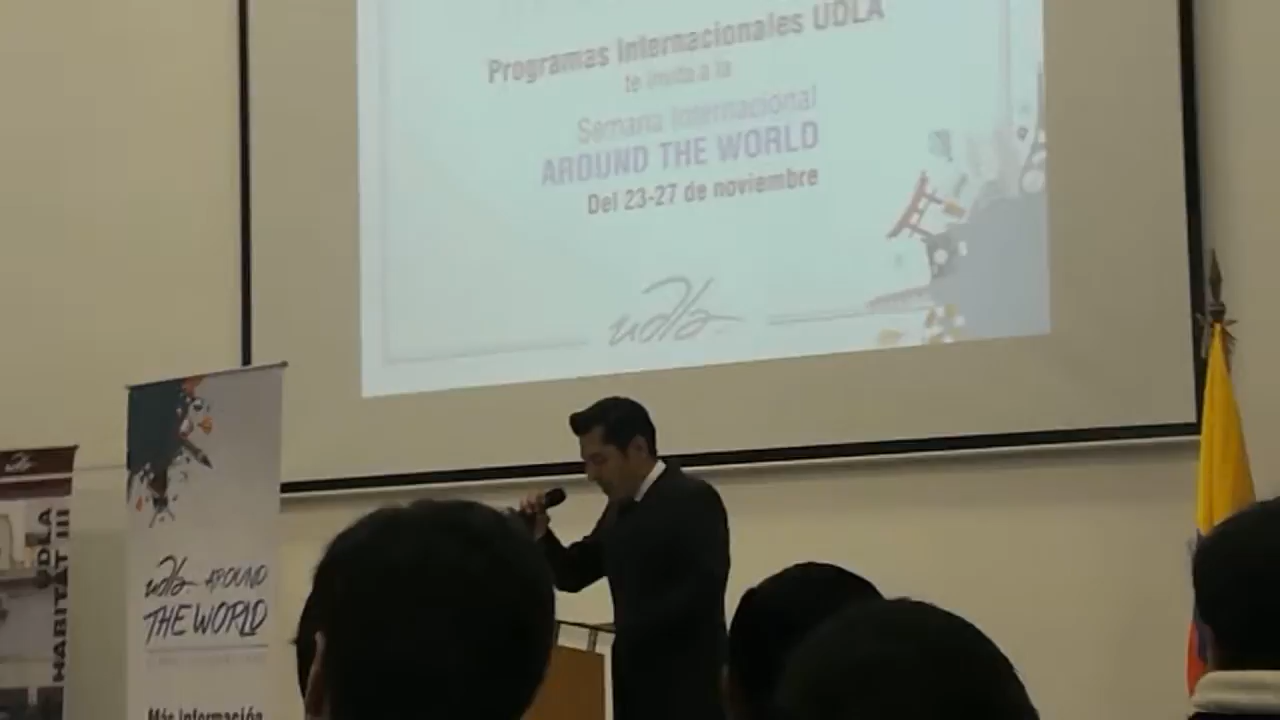 Programas Internacionales UDLA
te invita a la
Semana Internacional
AROUND THE WORLD
Del 23-27 de noviembre
udla
udla AROUND
THE WORLD
Más Información
UDLA
HABITAT III